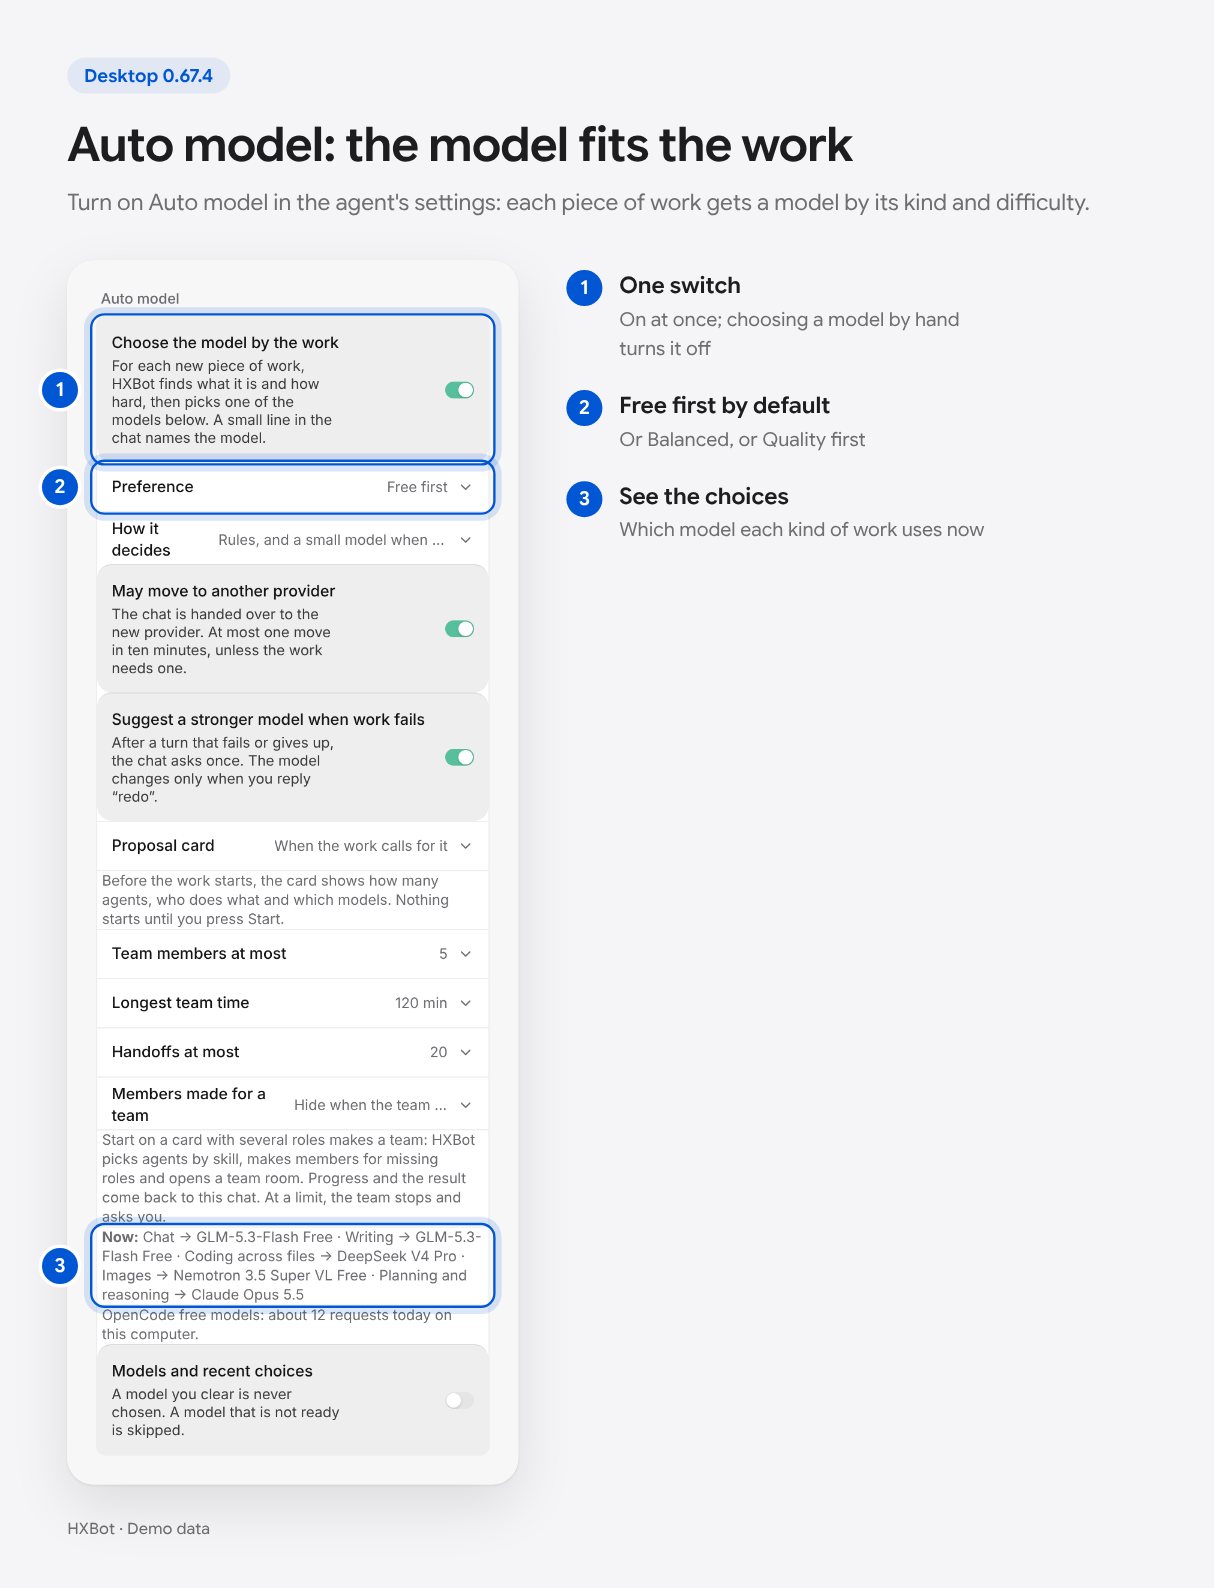 Desktop 0.67.4
Auto model: the model fits the work
Turn on Auto model in the agent's settings: each piece of work gets a model by its kind and difficulty.
Auto model
1
Choose the model by the work
For each new piece of work,
HXBot finds what it is and how
hard, then picks one of the
models below. A small line in the
chat names the model.
2
Preference
Free first
How it
decides
Rules, and a small model when ...
May move to another provider
The chat is handed over to the
new provider. At most one move
in ten minutes, unless the work
needs one.
Suggest a stronger model when work fails
After a turn that fails or gives up,
the chat asks once. The model
changes only when you reply
“redo”.
Proposal card
When the work calls for it
Before the work starts, the card shows how many
agents, who does what and which models. Nothing
starts until you press Start.
Team members at most
5
Longest team time
120 min
Handoffs at most
20
Members made for a
team
Hide when the team ...
Start on a card with several roles makes a team: HXBot
picks agents by skill, makes members for missing
roles and opens a team room. Progress and the result
come back to this chat. At a limit, the team stops and
asks you.
3
Now: Chat → GLM-5.3-Flash Free · Writing → GLM-5.3-
Flash Free · Coding across files → DeepSeek V4 Pro ·
Images → Nemotron 3.5 Super VL Free · Planning and
reasoning → Claude Opus 5.5
OpenCode free models: about 12 requests today on
this computer.
Models and recent choices
A model you clear is never
chosen. A model that is not ready
is skipped.
1
One switch
On at once; choosing a model by hand
turns it off
2
Free first by default
Or Balanced, or Quality first
3
See the choices
Which model each kind of work uses now
HXBot · Demo data